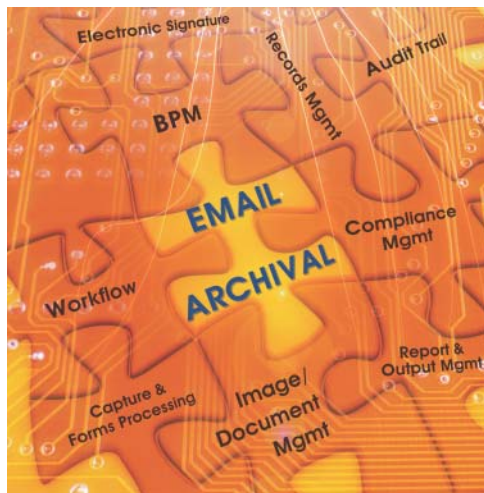 Electronic Signature
Records Mgmt
Audit Trail
BPM
EMAIL
ARCHIVAL
Compliance
Mgmt
Workflow
Report &
Output Mgmt
Capture &
Forms Processing
Image/
Document
Mgmt